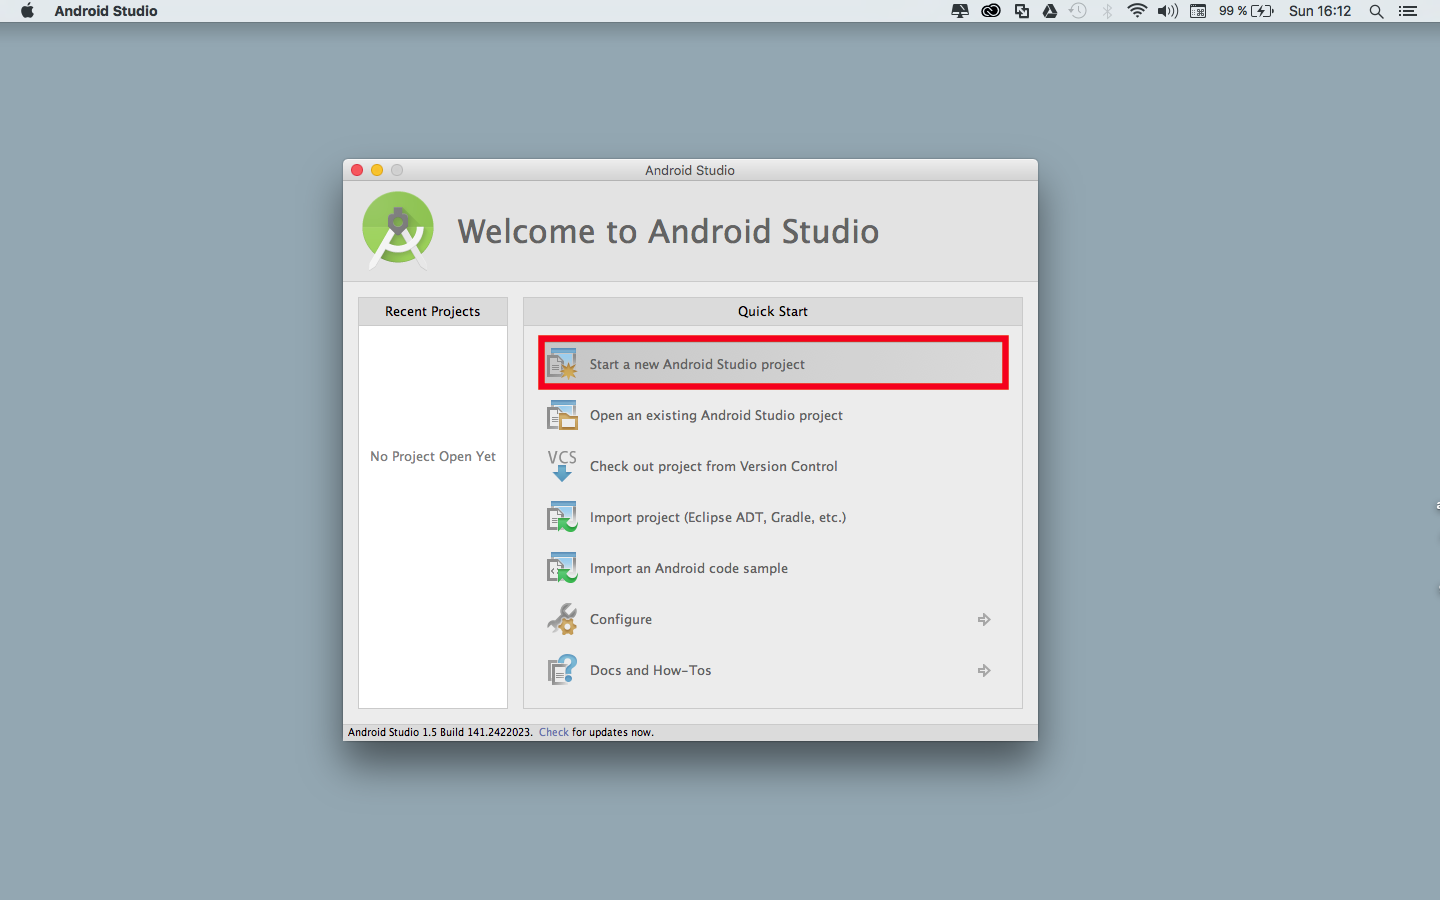 Android Studio
99 %
Sun 16:12
Android Studio
Welcome to Android Studio
Recent Projects
No Project Open Yet
Quick Start
Start a new Android Studio project
Open an existing Android Studio project
VCS
Check out project from Version Control
Import project (Eclipse ADT, Gradle, etc.)
Import an Android code sample
Configure
Docs and How-Tos
Android Studio 1.5 Build 141.2422023. Check for updates now.